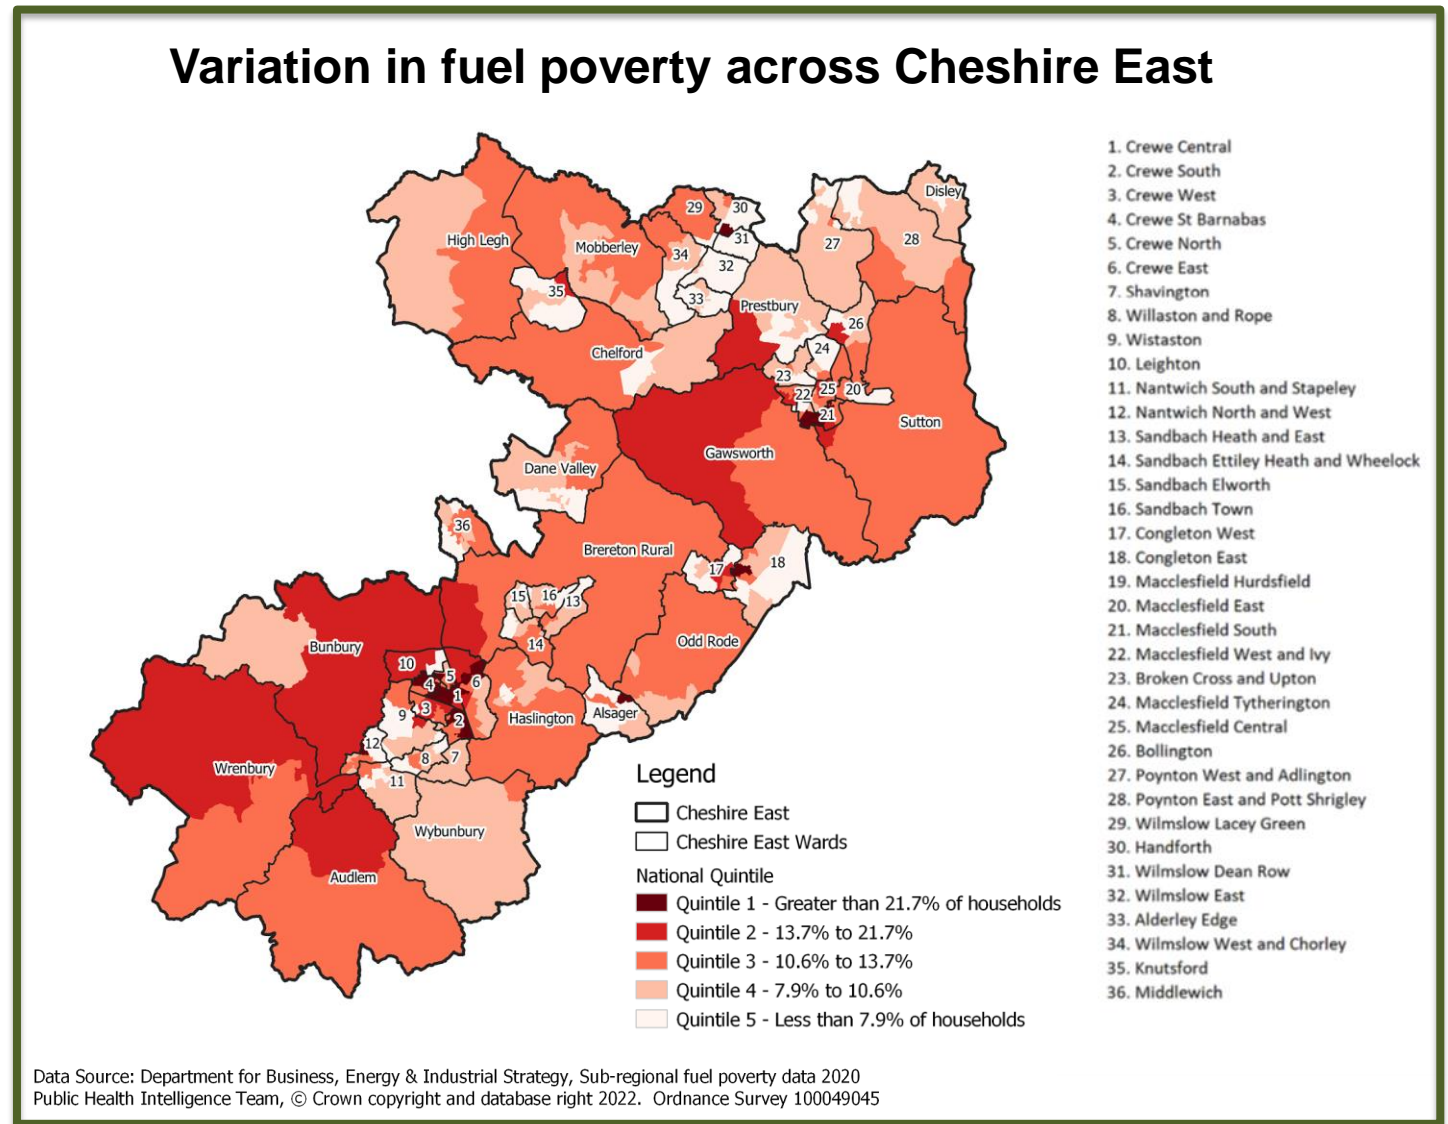 Variation in fuel poverty across Cheshire East
1. Crewe Central
2. Crewe South
3. Crewe West
4. Crewe St Barnabas
5. Crewe North
6. Crewe East
7. Shavington
8. Willaston and Rope
9. Wistaston
10. Leighton
11. Nantwich South and Stapeley
12. Nantwich North and West
13. Sandbach Heath and East
14. Sandbach Ettiley Heath and Wheelock
15. Sandbach Elworth
16. Sandbach Town
17. Congleton West
18. Congleton East
19. Macclesfield Hurdsfield
20. Macclesfield East
21. Macclesfield South
22. Macclesfield West and Ivy
23. Broken Cross and Upton
24. Macclesfield Tytherington
25. Macclesfield Central
26. Bollington
27. Poynton West and Adlington
28. Poynton East and Pott Shrigley
29. Wilmslow Lacey Green
30. Handforth
31. Wilmslow Dean Row
32. Wilmslow East
33. Alderley Edge
34. Wilmslow West and Chorley
35. Knutsford
36. Middlewich
Disley
29
30
High Legh
Mobberley
31
27
28
34
32
35
33
Prestbury
26
Chelford
24
23
22
25
20
21
Sutton
Gawsworth
Dane Valley
36
Brereton Rural
17
18
15
16
13
14
Odd Rode
Bunbury
10
5
4
6
1
3
9
2
Haslington
Alsager
12
8
7
Wrenbury
11
Wybunbury
Audlem
Legend
Cheshire East
Cheshire East Wards
National Quintile
Quintile 1 - Greater than 21.7% of households
Quintile 2 - 13.7% to 21.7%
Quintile 3 - 10.6% to 13.7%
Quintile 4 - 7.9% to 10.6%
Quintile 5 - Less than 7.9% of households
Data Source: Department for Business, Energy & Industrial Strategy, Sub-regional fuel poverty data 2020
Public Health Intelligence Team, © Crown copyright and database right 2022. Ordnance Survey 100049045